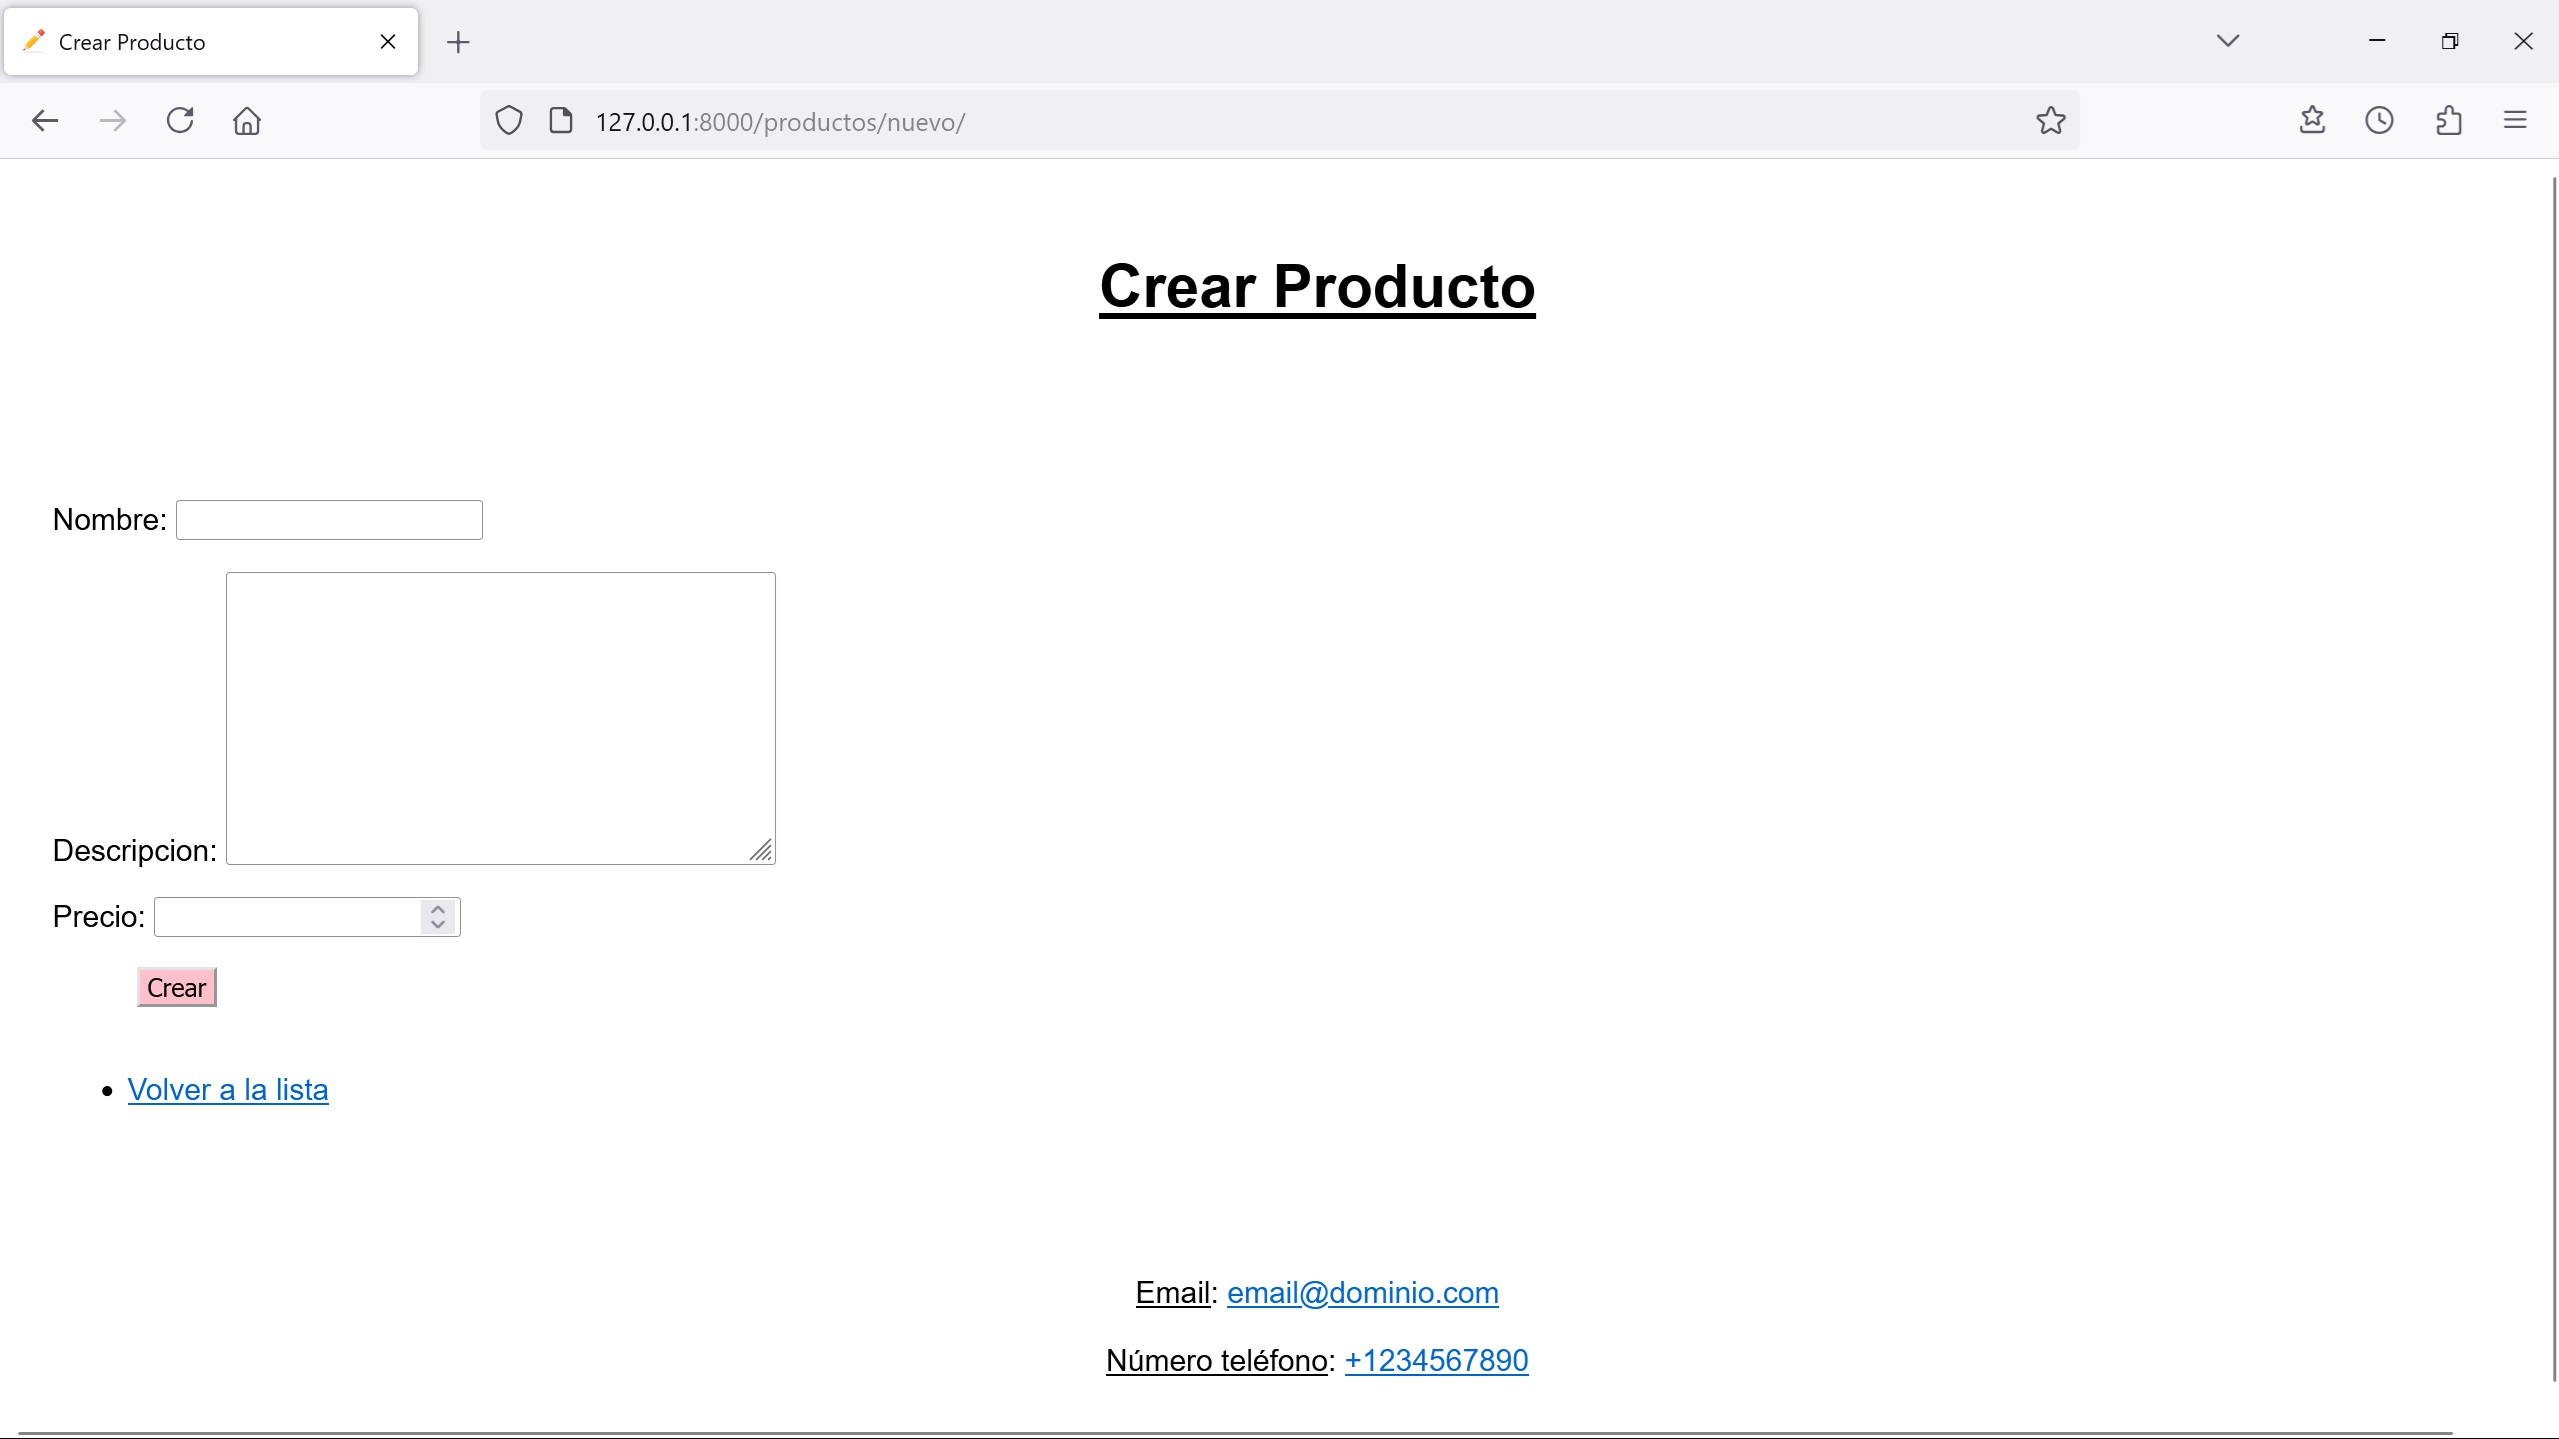 Crear Producto
127.0.0.1:8000/productos/nuevo/
Crear Producto
Nombre:
Descripcion:
Precio:
Crear
Volver a la lista
Email: email@dominio.com
Número teléfono: +1234567890